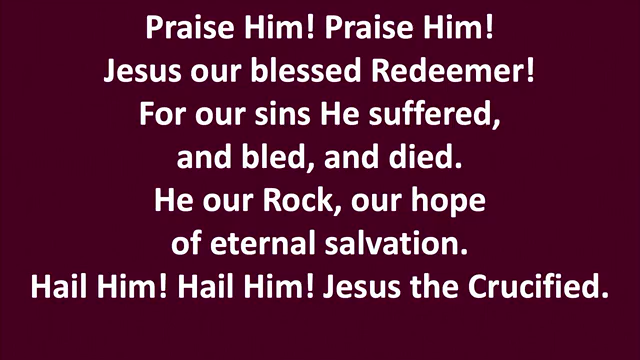 Praise Him! Praise Him!
Jesus our blessed Redeemer!
For our sins He suffered,
and bled, and died.
He our Rock, our hope
of eternal salvation.
Hail Him! Hail Him! Jesus the Crucified.